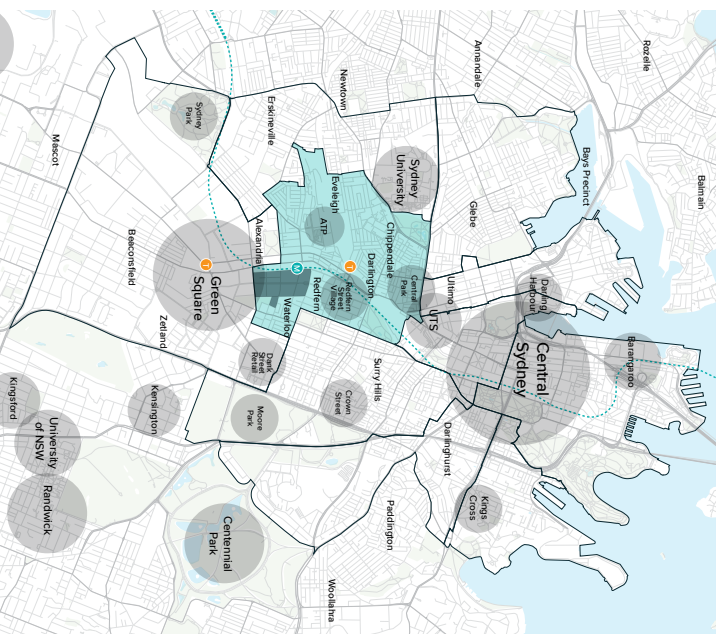 Balmain
Rozelle
Barangaroo
Bays Precinct
Darling
Harbour
Central
Sydney
Annandale
Glebe
Ultimo
UTS
Kings
Cross
Darlinghurst
Sydney
University
Central
Park
Chippendale
Darlington
Surry Hills
Paddington
Newtown
Eveleigh
ATP
T
Redfern
Street
Village
Crown
Street
Redfern
Woollahra
M
Waterloo
Erskineville
Alexandria
Dank
Street
Retail
Moore
Park
Centennial
Park
Sydney
Park
T
Green
Square
Zetland
Kensington
Beaconsfield
Mascot
University
of NSW
Randwick
Kingsford